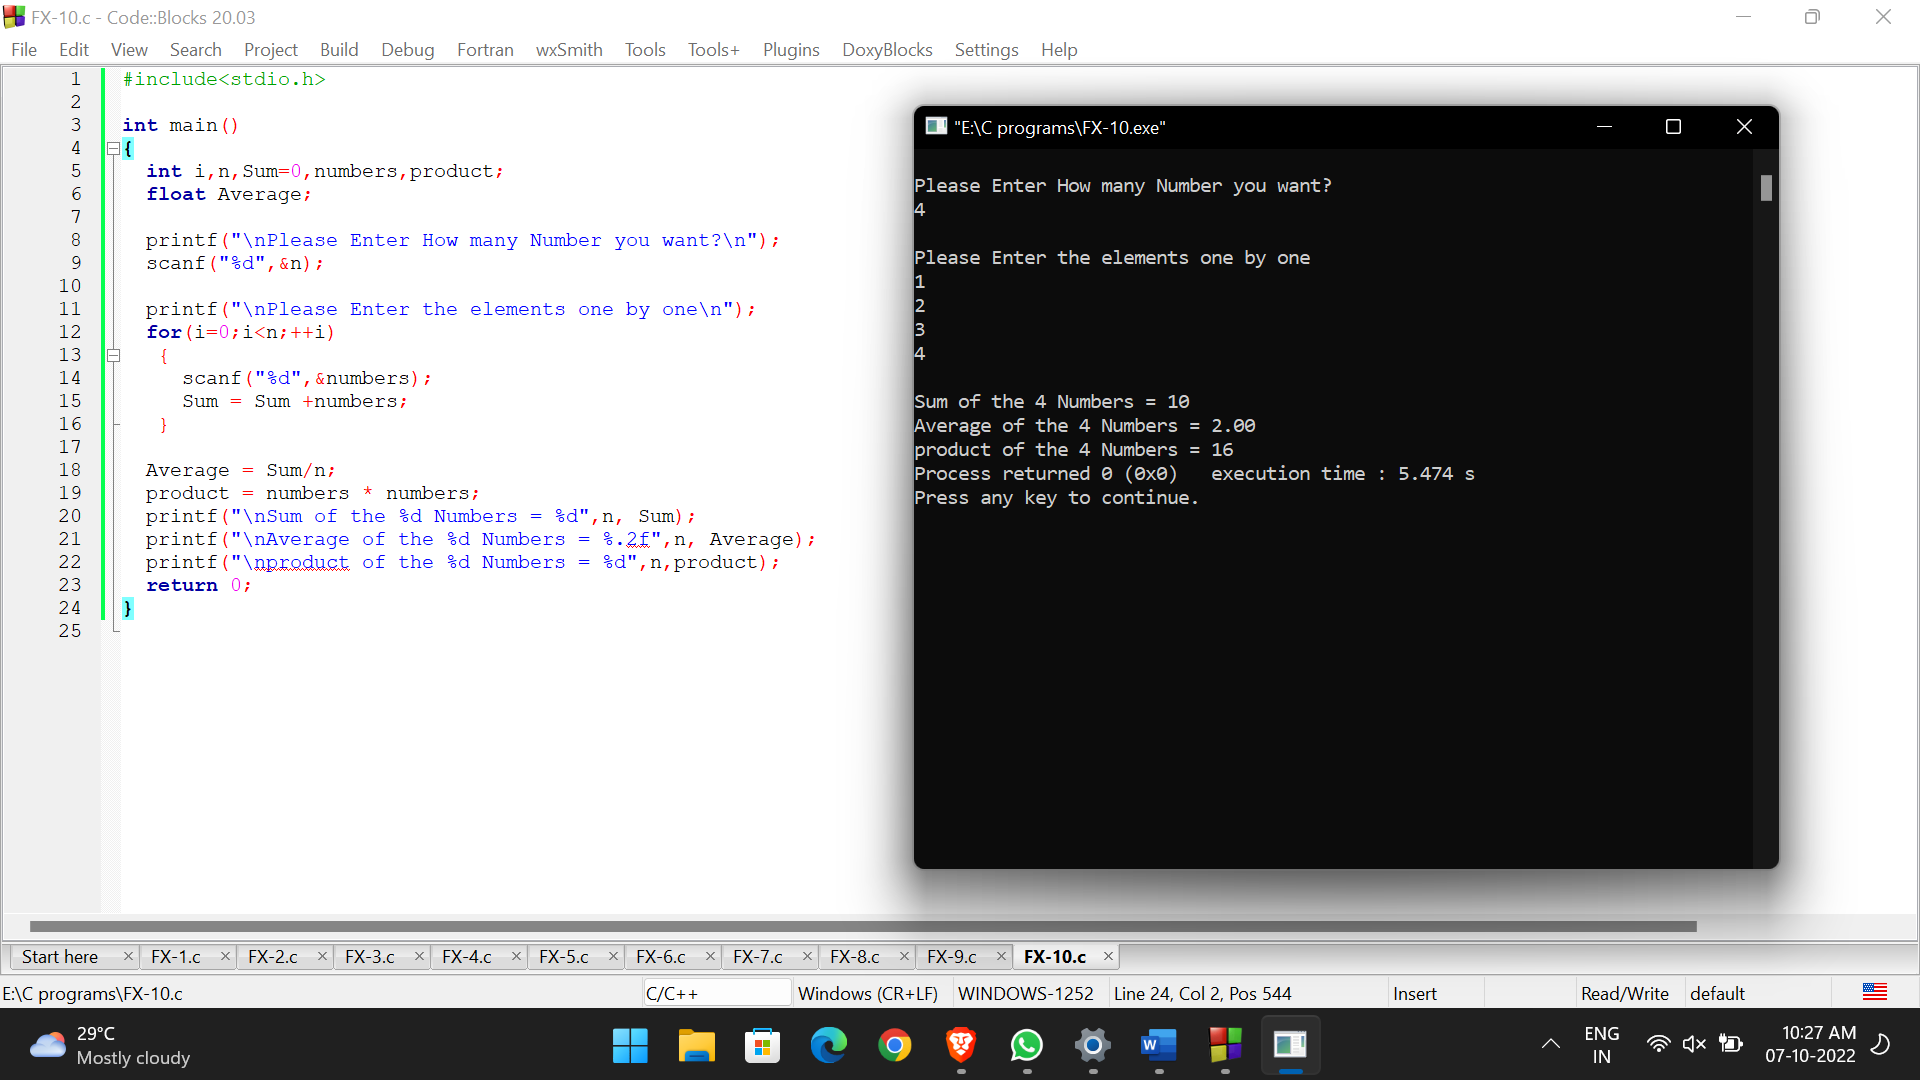 FX-10.c - Code::Blocks 20.03
File Edit View Search Project Build Debug Fortran wxSmith Tools Tools+ Plugins DoxyBlocks Settings Help
1 #include<stdio.h>
2
3 int main()
4 {
5 int i,n,Sum=0,numbers,product;
6 float Average;
7
8 printf("\nPlease Enter How many Number you want?\n");
9 scanf("%d",&n);
10
11 printf("\nPlease Enter the elements one by one\n");
12 for(i=0;i<n;++i)
13 {
14 scanf("%d",&numbers);
15 Sum = Sum +numbers;
16 }
17
18 Average = Sum/n;
19 product = numbers * numbers;
20 printf("\nSum of the %d Numbers = %d",n, Sum);
21 printf("\nAverage of the %d Numbers = %.2f",n, Average);
22 printf("\nproduct of the %d Numbers = %d",n,product);
23 return 0;
24 }
25
"E:\C programs\FX-10.exe"
Please Enter How many Number you want?
4
Please Enter the elements one by one
1
2
3
4
Sum of the 4 Numbers = 10
Average of the 4 Numbers = 2.00
product of the 4 Numbers = 16
Process returned 0 (0x0) execution time : 5.474 s
Press any key to continue.
Start here FX-1.c FX-2.c FX-3.c FX-4.c FX-5.c FX-6.c FX-7.c FX-8.c FX-9.c FX-10.c
E:\C programs\FX-10.c C/C++ Windows (CR+LF) WINDOWS-1252 Line 24, Col 2, Pos 544 Insert Read/Write default
29°C
Mostly cloudy
W
ENG
IN
10:27 AM
07-10-2022